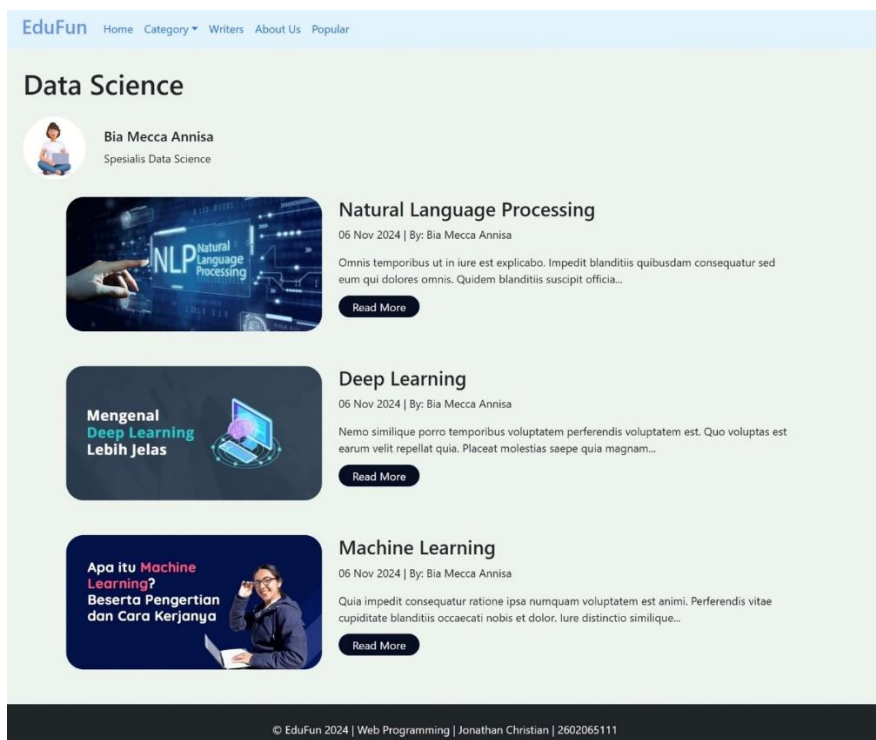 EduFun Home Category Writers About Us Popular
Data Science
Bia Mecca Annisa
Spesialis Data Science
NLP Natural
Language
Processing
Natural Language Processing
06 Nov 2024 | By: Bia Mecca Annisa
Omnis temporibus ut in iure est explicabo. Impedit blanditiis quibusdam consequatur sed
eum qui dolores omnis. Quidem blanditiis suscipit officia...
Read More
Mengenal
Deep Learning
Lebih Jelas
Deep Learning
06 Nov 2024 | By: Bia Mecca Annisa
Nemo similique porro temporibus voluptatem perferendis voluptatem est. Quo voluptas est
earum velit repellat quia. Placeat molestias saepe quia magnam...
Read More
Apa itu Machine
Learning?
Beserta Pengertian
dan Cara Kerjanya
Machine Learning
06 Nov 2024 | By: Bia Mecca Annisa
Quia impedit consequatur ratione ipsa numquam voluptatem est animi. Perferendis vitae
cupiditate blanditiis occaecati nobis et dolor. Iure distinctio similique...
Read More
© EduFun 2024 | Web Programming | Jonathan Christian | 2602065111